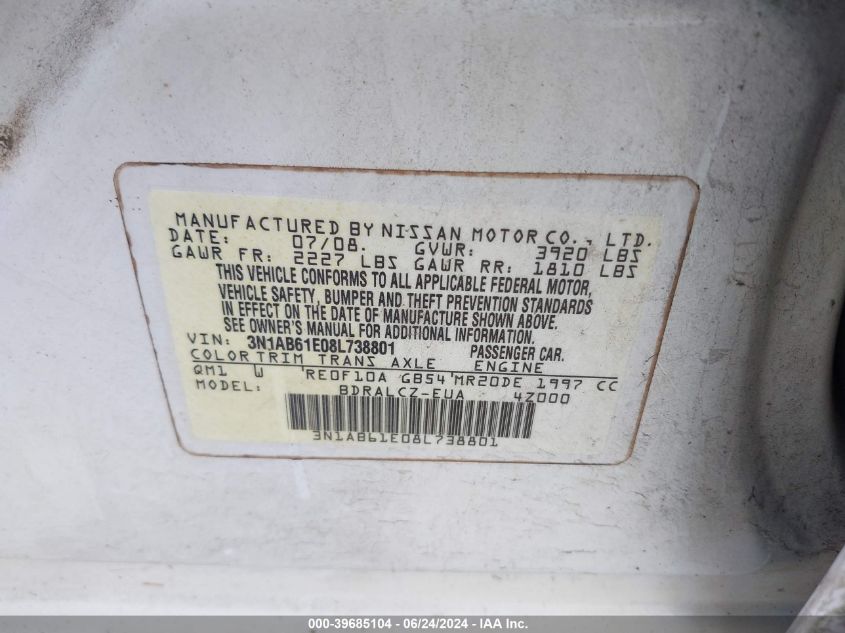 MANUFACTURED BY NISSAN MOTOR CO., LTD.
DATE: 07/08. GVWR: 3920 LBS
GAWR FR: 2227 LBS GAWR RR: 1810 LBS
THIS VEHICLE CONFORMS TO ALL APPLICABLE FEDERAL MOTOR,
VEHICLE SAFETY, BUMPER AND THEFT PREVENTION STANDARDS
IN EFFECT ON THE DATE OF MANUFACTURE SHOWN ABOVE.
SEE OWNER'S MANUAL FOR ADDITIONAL INFORMATION.
VIN: 3N1AB61E08L738801 PASSENGER CAR.
COLOR TRIM TRANS AXLE ENGINE
QM1 W RE0F10A GB54 MR20DE 1997 CC
MODEL: BDRALCZ-EUA 4Z000
3N1AB61E08L738801
000-39685104 - 06/24/2024 - IAA Inc.